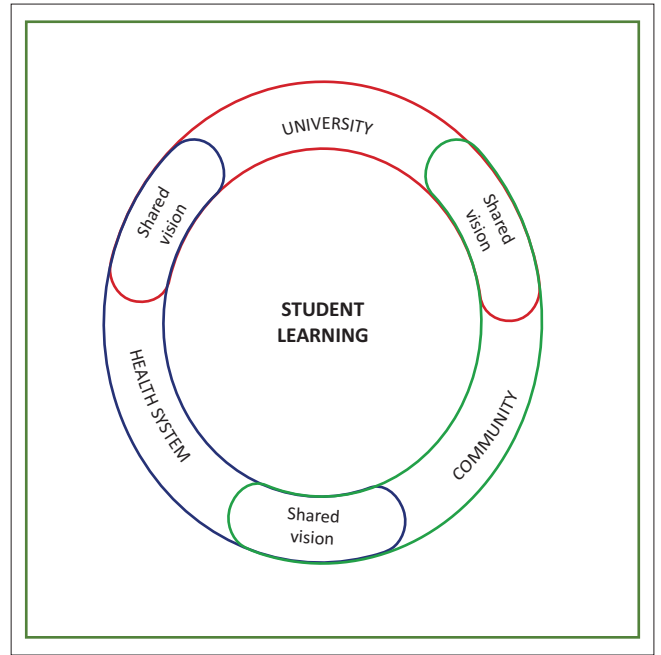 UNIVERSITY
Shared
vision
Shared
vision
STUDENT
LEARNING
HEALTH SYSTEM
COMMUNITY
Shared
vision